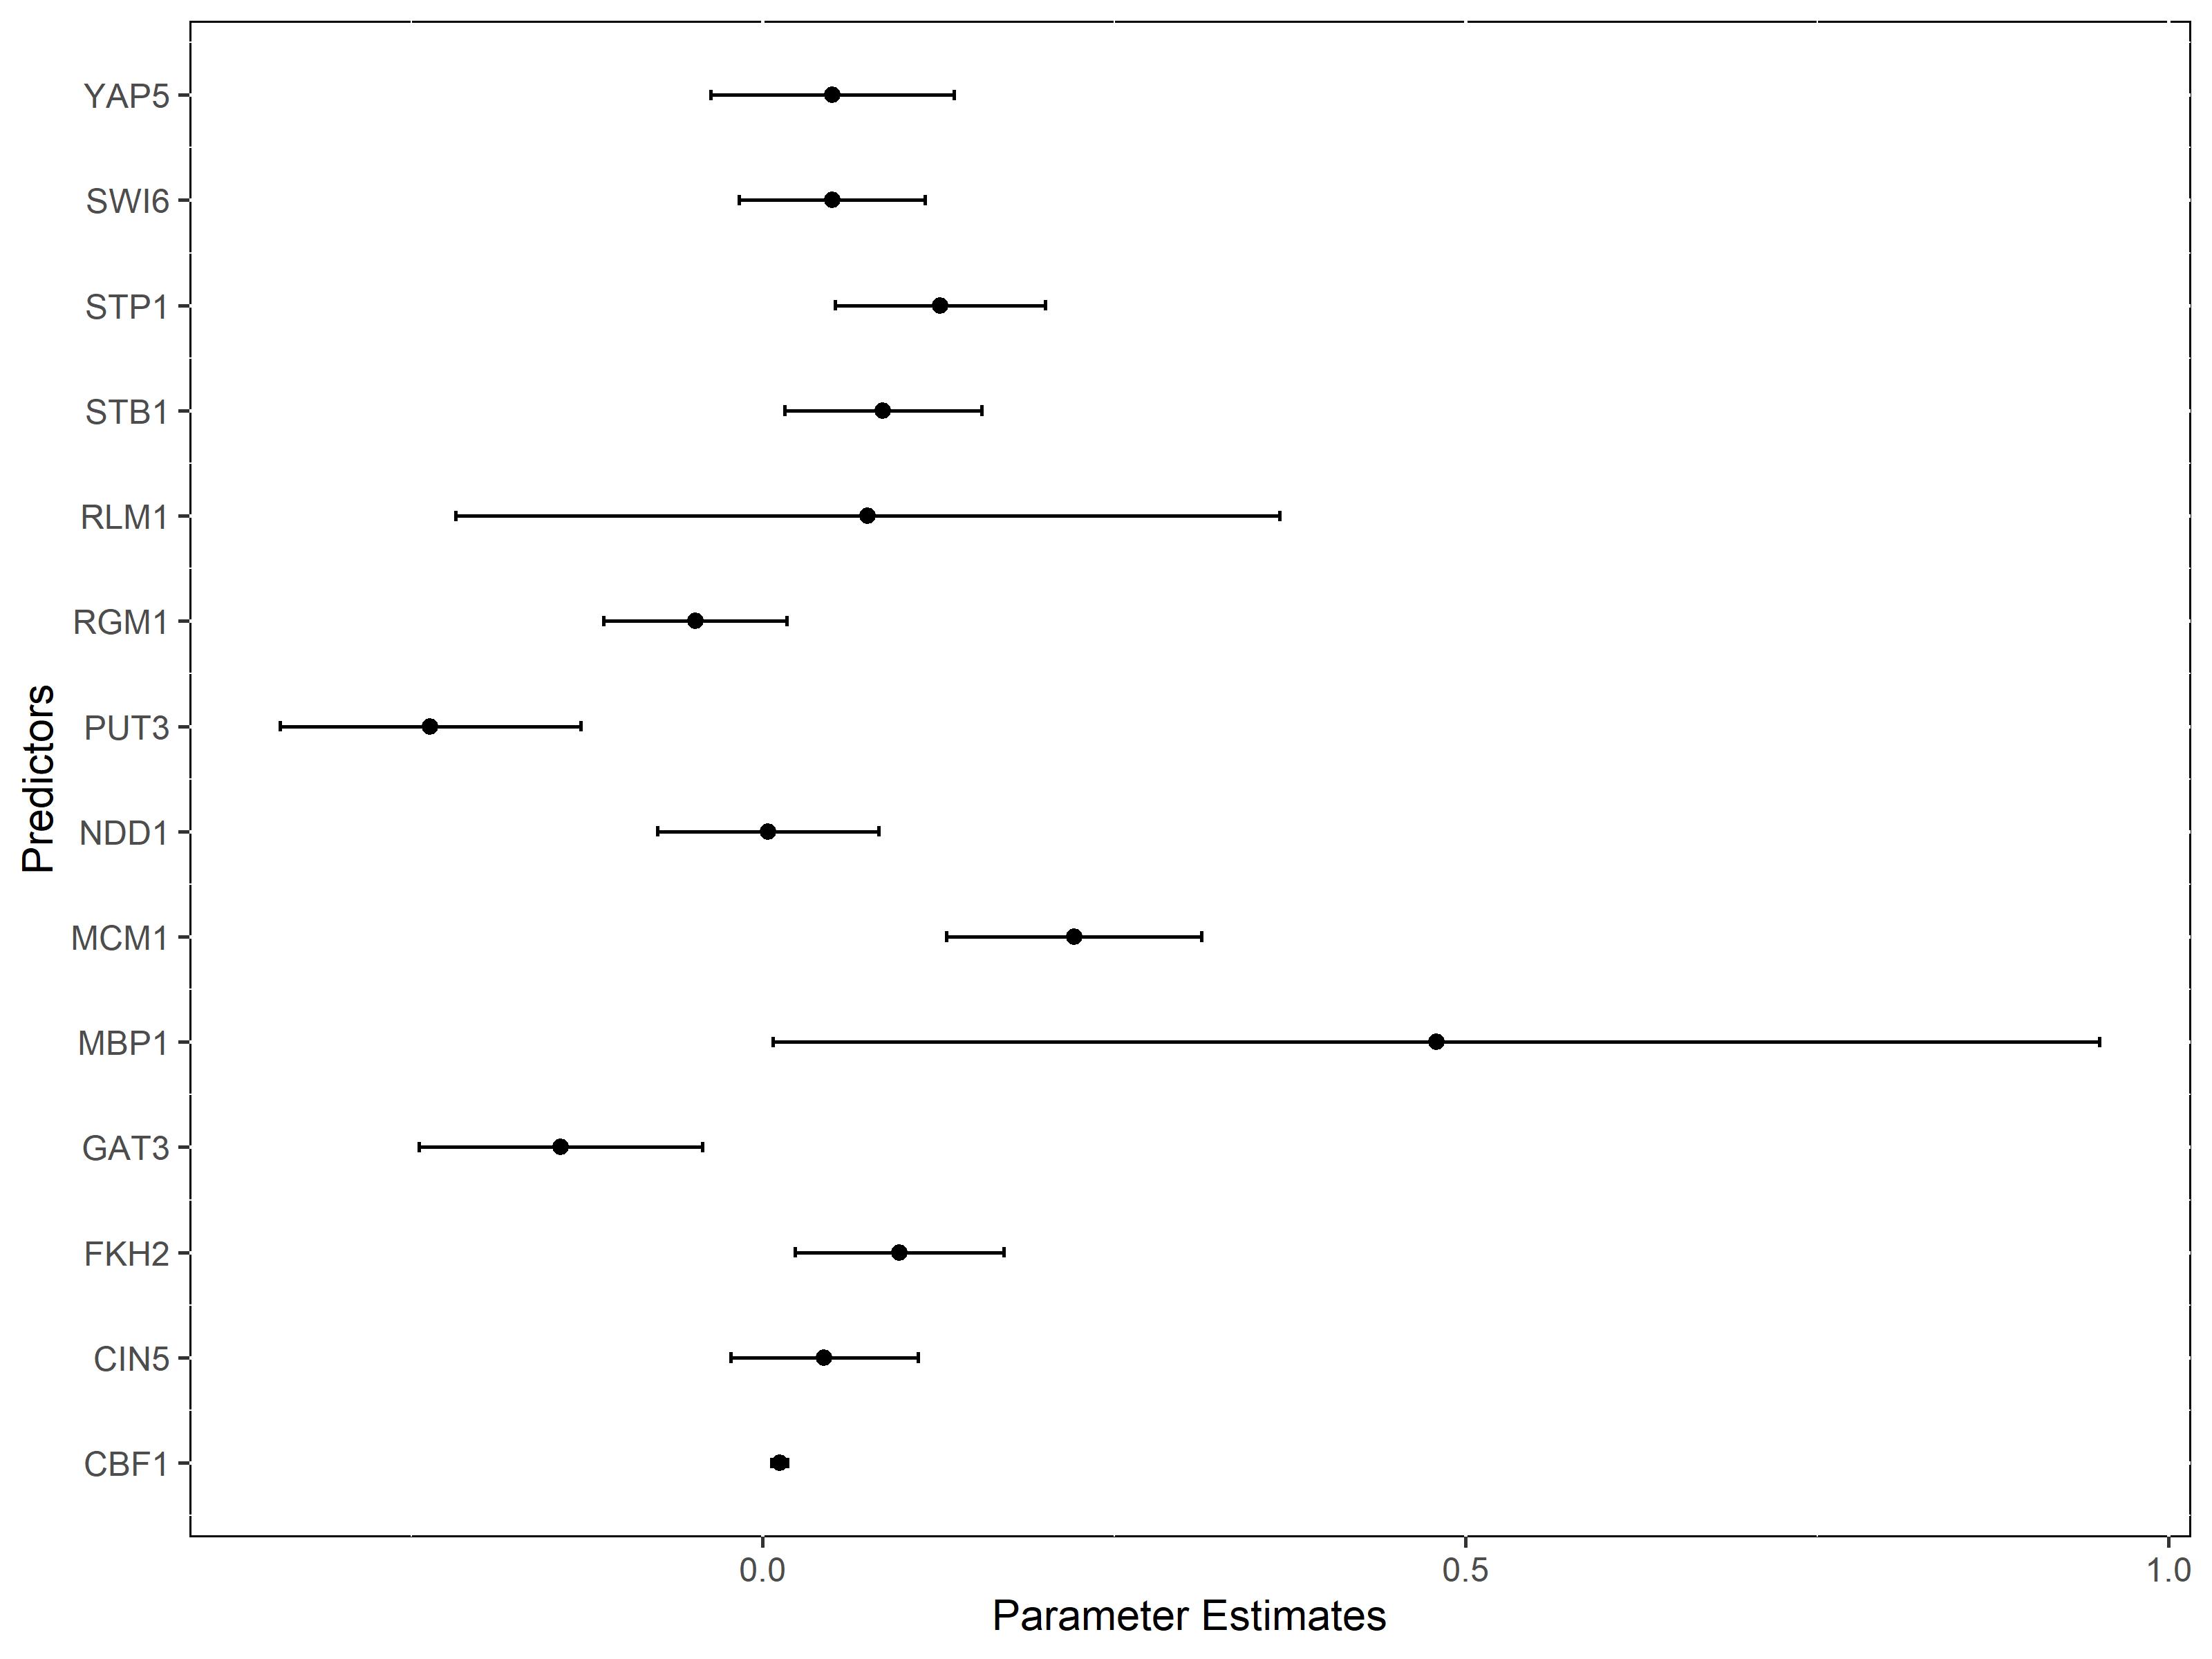 YAP5
SWI6
STP1
STB1
RLM1
RGM1
PUT3
NDD1
MCM1
MBP1
GAT3
FKH2
CIN5
CBF1
Predictors
0.0 0.5 1.0
Parameter Estimates